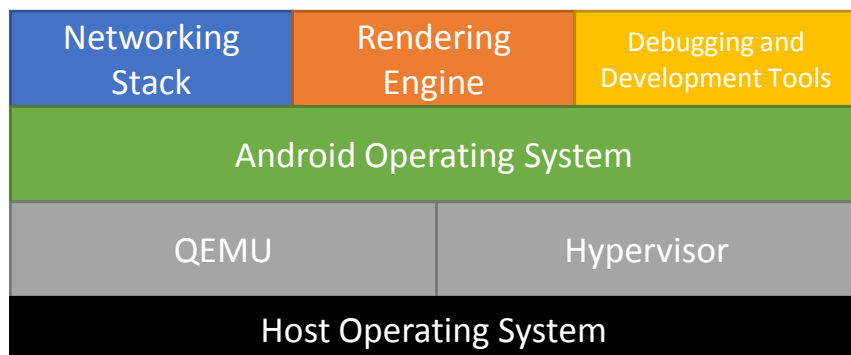 Networking
Stack
Rendering
Engine
Debugging and
Development Tools
Android Operating System
QEMU
Hypervisor
Host Operating System